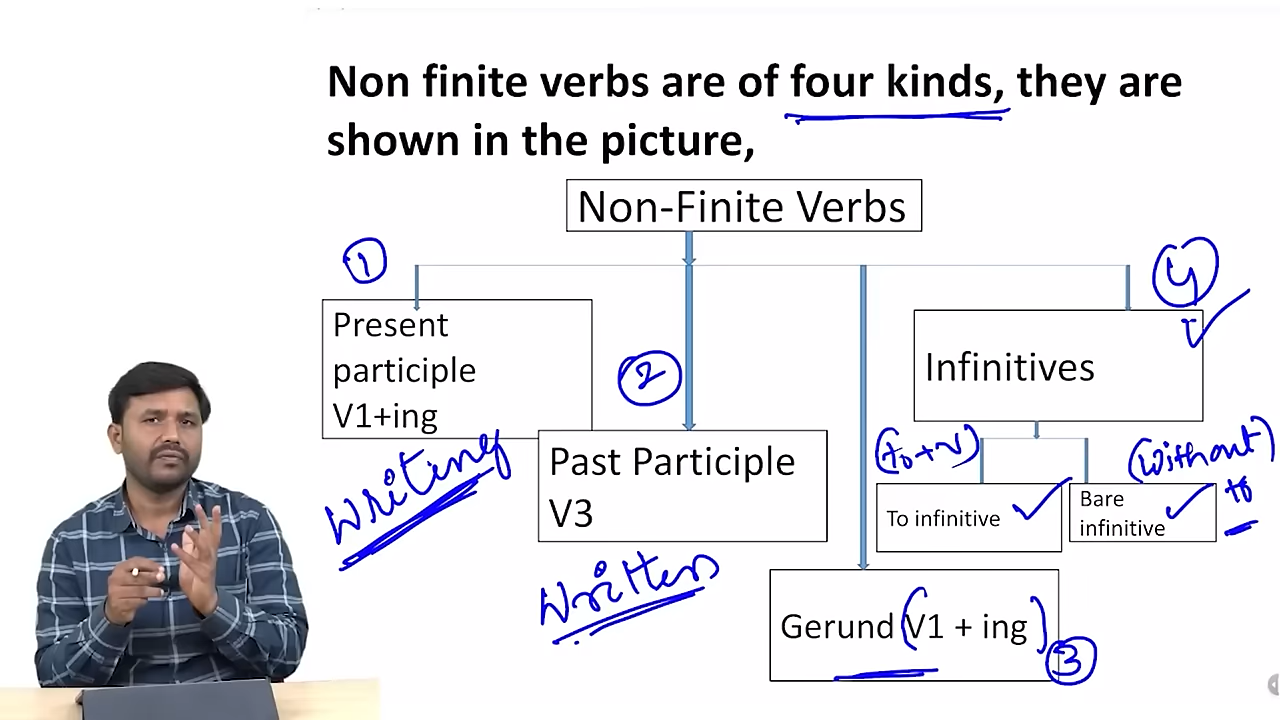 Non finite verbs are of four kinds, they are
shown in the picture,
Non-Finite Verbs
1
Present
participle
V1+ing
Writing
2
Past Participle
V3
Written
4
Infinitives
(to+v)
To infinitive
(without)
to
Bare
infinitive
Gerund (V1 + ing)
3